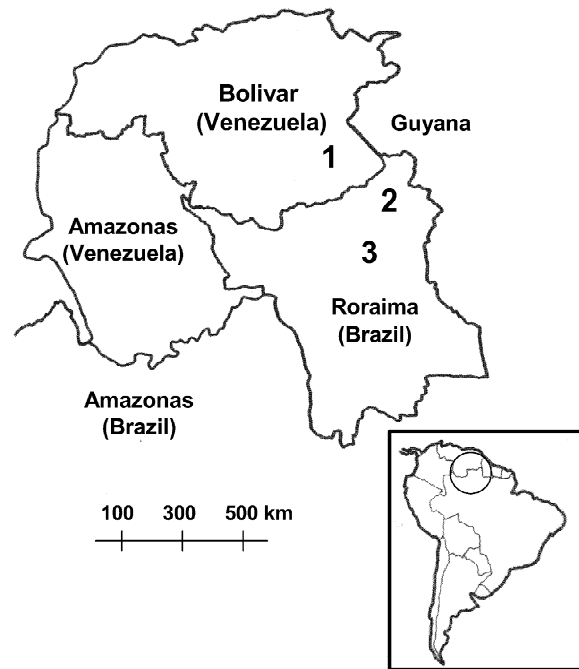 Bolivar
(Venezuela)
Guyana
1
2
Amazonas
(Venezuela)
3
Roraima
(Brazil)
Amazonas
(Brazil)
100 300 500 km